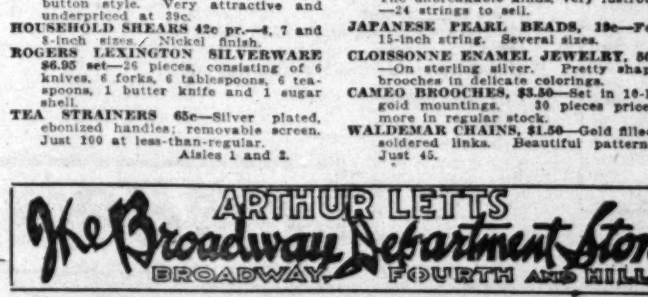 button style. Very attractive and
underpriced at 39c.
HOUSEHOLD SHEARS 42c pr.—4, 7 and
8-inch sizes. Nickel finish.
ROGERS LEXINGTON SILVERWARE
$6.95 set—26 pieces, consisting of 6
knives, 6 forks, 6 tablespoons, 6 tea-
spoons, 1 butter knife and 1 sugar
shell.
TEA STRAINERS 65c—Silver plated,
ebonized handles; removable screen.
Just 100 at less-than-regular.
Aisles 1 and 2.
—24 strings to sell.
JAPANESE PEARL BEADS, 19c—
15-inch string. Several sizes.
CLOISSONNE ENAMEL JEWELRY,
—On sterling silver. Pretty
brooches in delicate colorings.
CAMEO BROOCHES, $3.50—Set in
gold mountings. 30 pieces
more in regular stock.
WALDEMAR CHAINS, $1.50—Gold
soldered links. Beautiful
Just 45.
ARTHUR LETTS
The Broadway Department
BROADWAY, FOURTH AND HILL